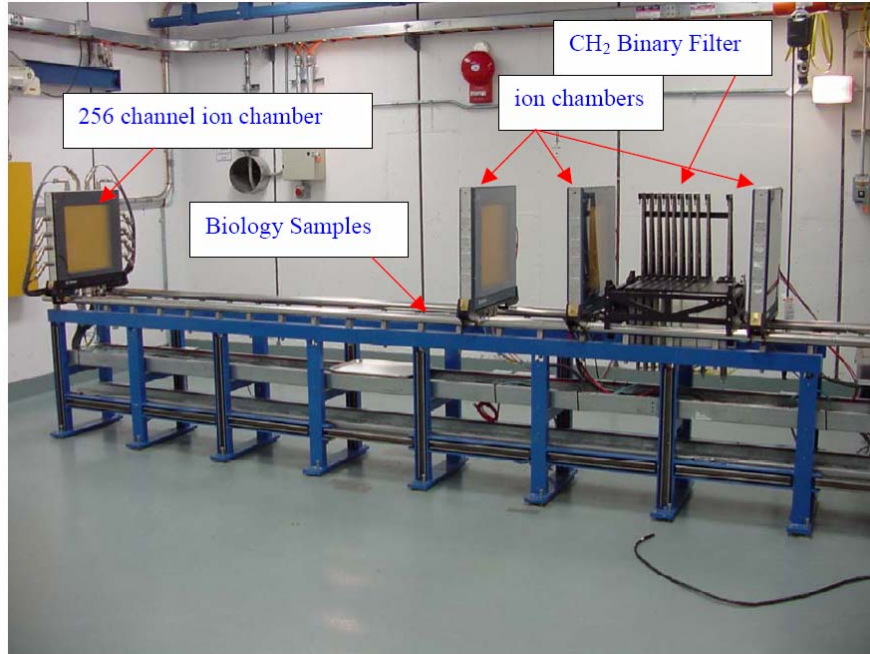 CH₂ Binary Filter
ion chambers
256 channel ion chamber
Biology Samples